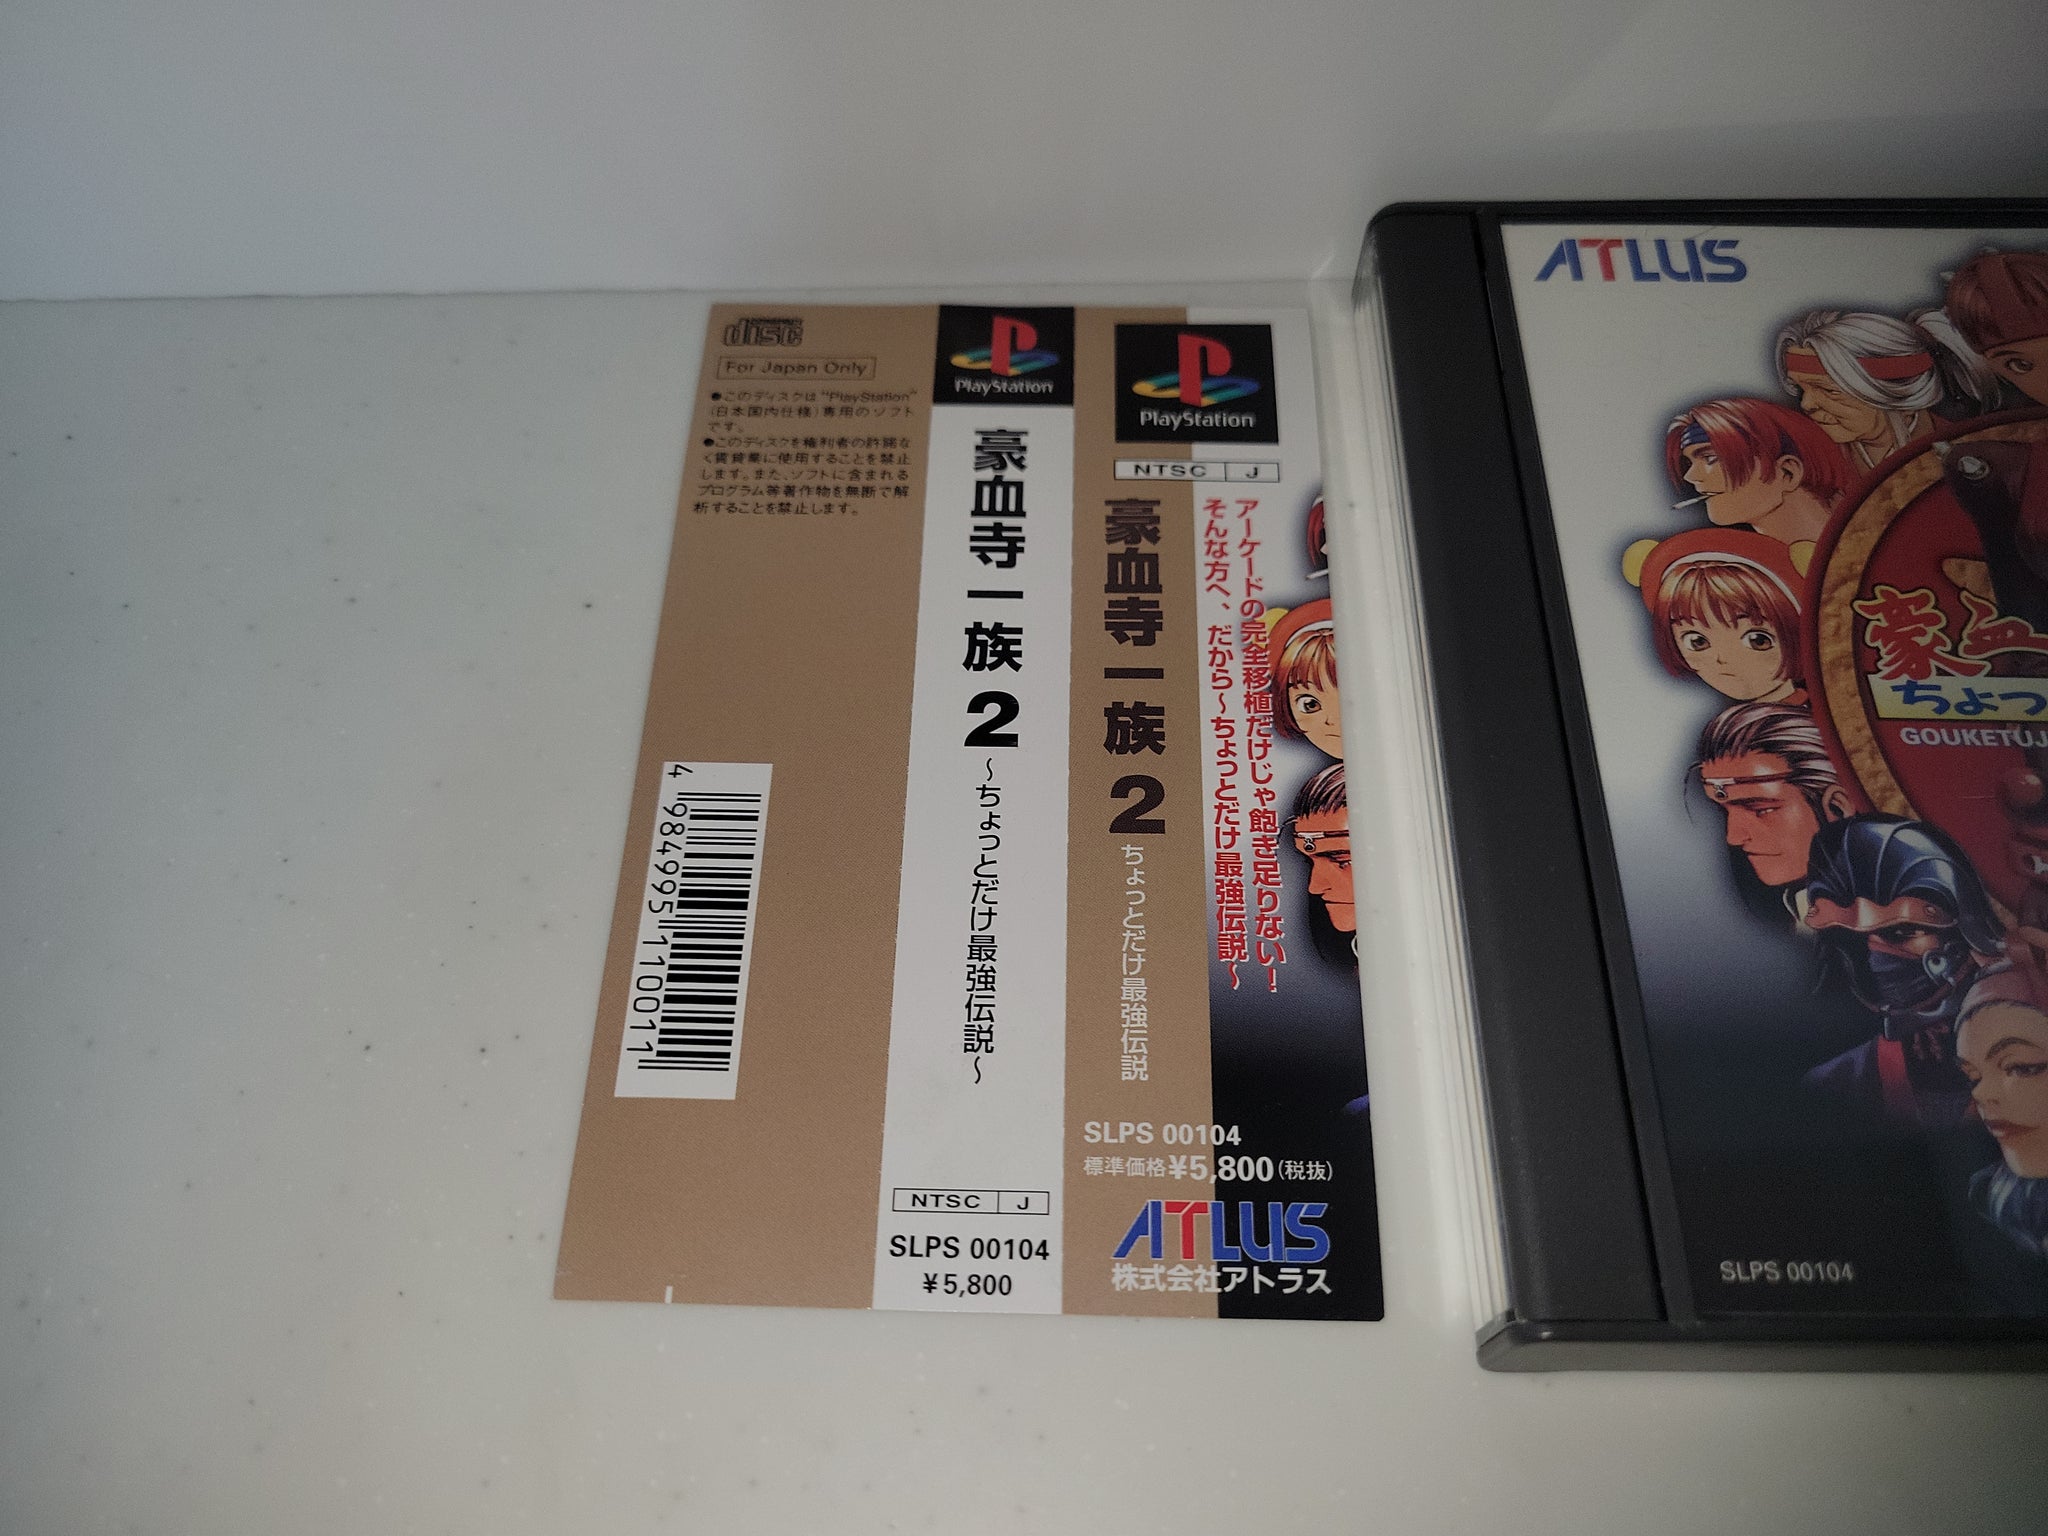 disc
For Japan Only
●このディスクは"PlayStation"
(日本国内仕様)専用のソフト
です。
●このディスクを権利者の許諾な
く賃貸業に使用することを禁止
します。また、ソフトに含まれる
プログラム等著作物を無断で解
析することを禁止します。
4 984995 110011
PlayStation
豪血寺一族2
～ちょっとだけ最強伝説～
NTSC J
SLPS 00104
¥5,800
PlayStation
NTSC J
アーケードの完全移植だけじゃ飽き足りない!
そんな方へ、だから～ちょっとだけ最強伝説～
豪血寺一族2
ちょっとだけ最強伝説
SLPS 00104
標準価格¥5,800(税抜)
ATLUS
株式会社アトラス
ATLUS
豪血
ちょっ
GOUKETUJ
SLPS 00104